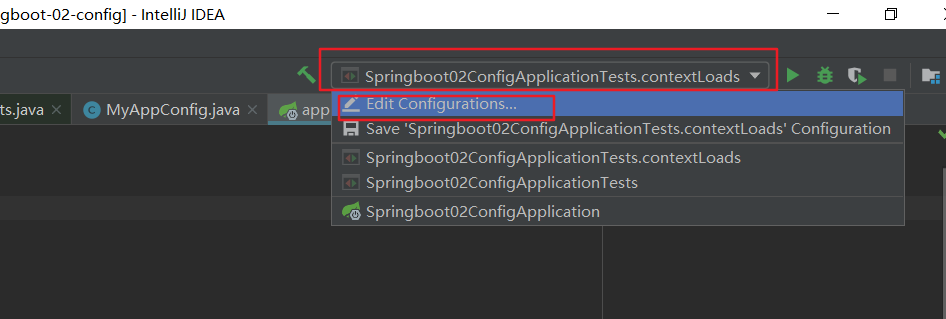 gboot-02-config] - IntelliJ IDEA
Springboot02ConfigApplicationTests.contextLoads
ts.java
MyAppConfig.java
app
Edit Configurations...
Save 'Springboot02ConfigApplicationTests.contextLoads' Configuration
Springboot02ConfigApplicationTests.contextLoads
Springboot02ConfigApplicationTests
Springboot02ConfigApplication